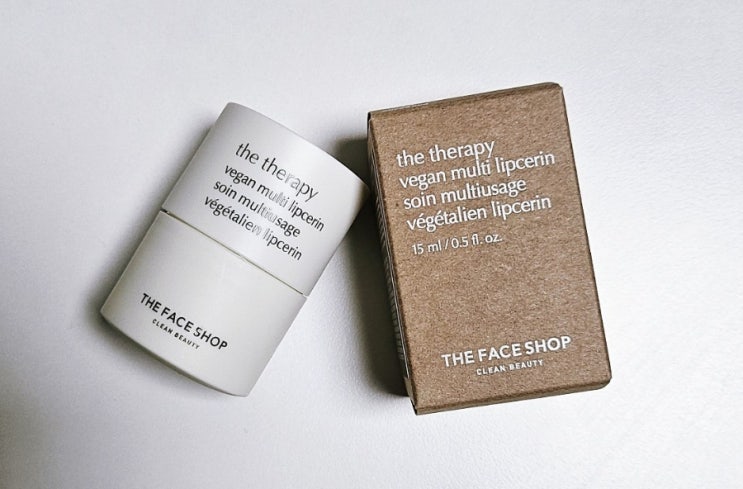 the therapy
vegan multi lipcerin
soin multiusage
végétalien lipcerin
THE FACE SHOP
CLEAN BEAUTY
the therapy
vegan multi lipcerin
soin multiusage
végétalien lipcerin
15 ml / 0.5 fl. oz.
THE FACE SHOP
CLEAN BEAUTY